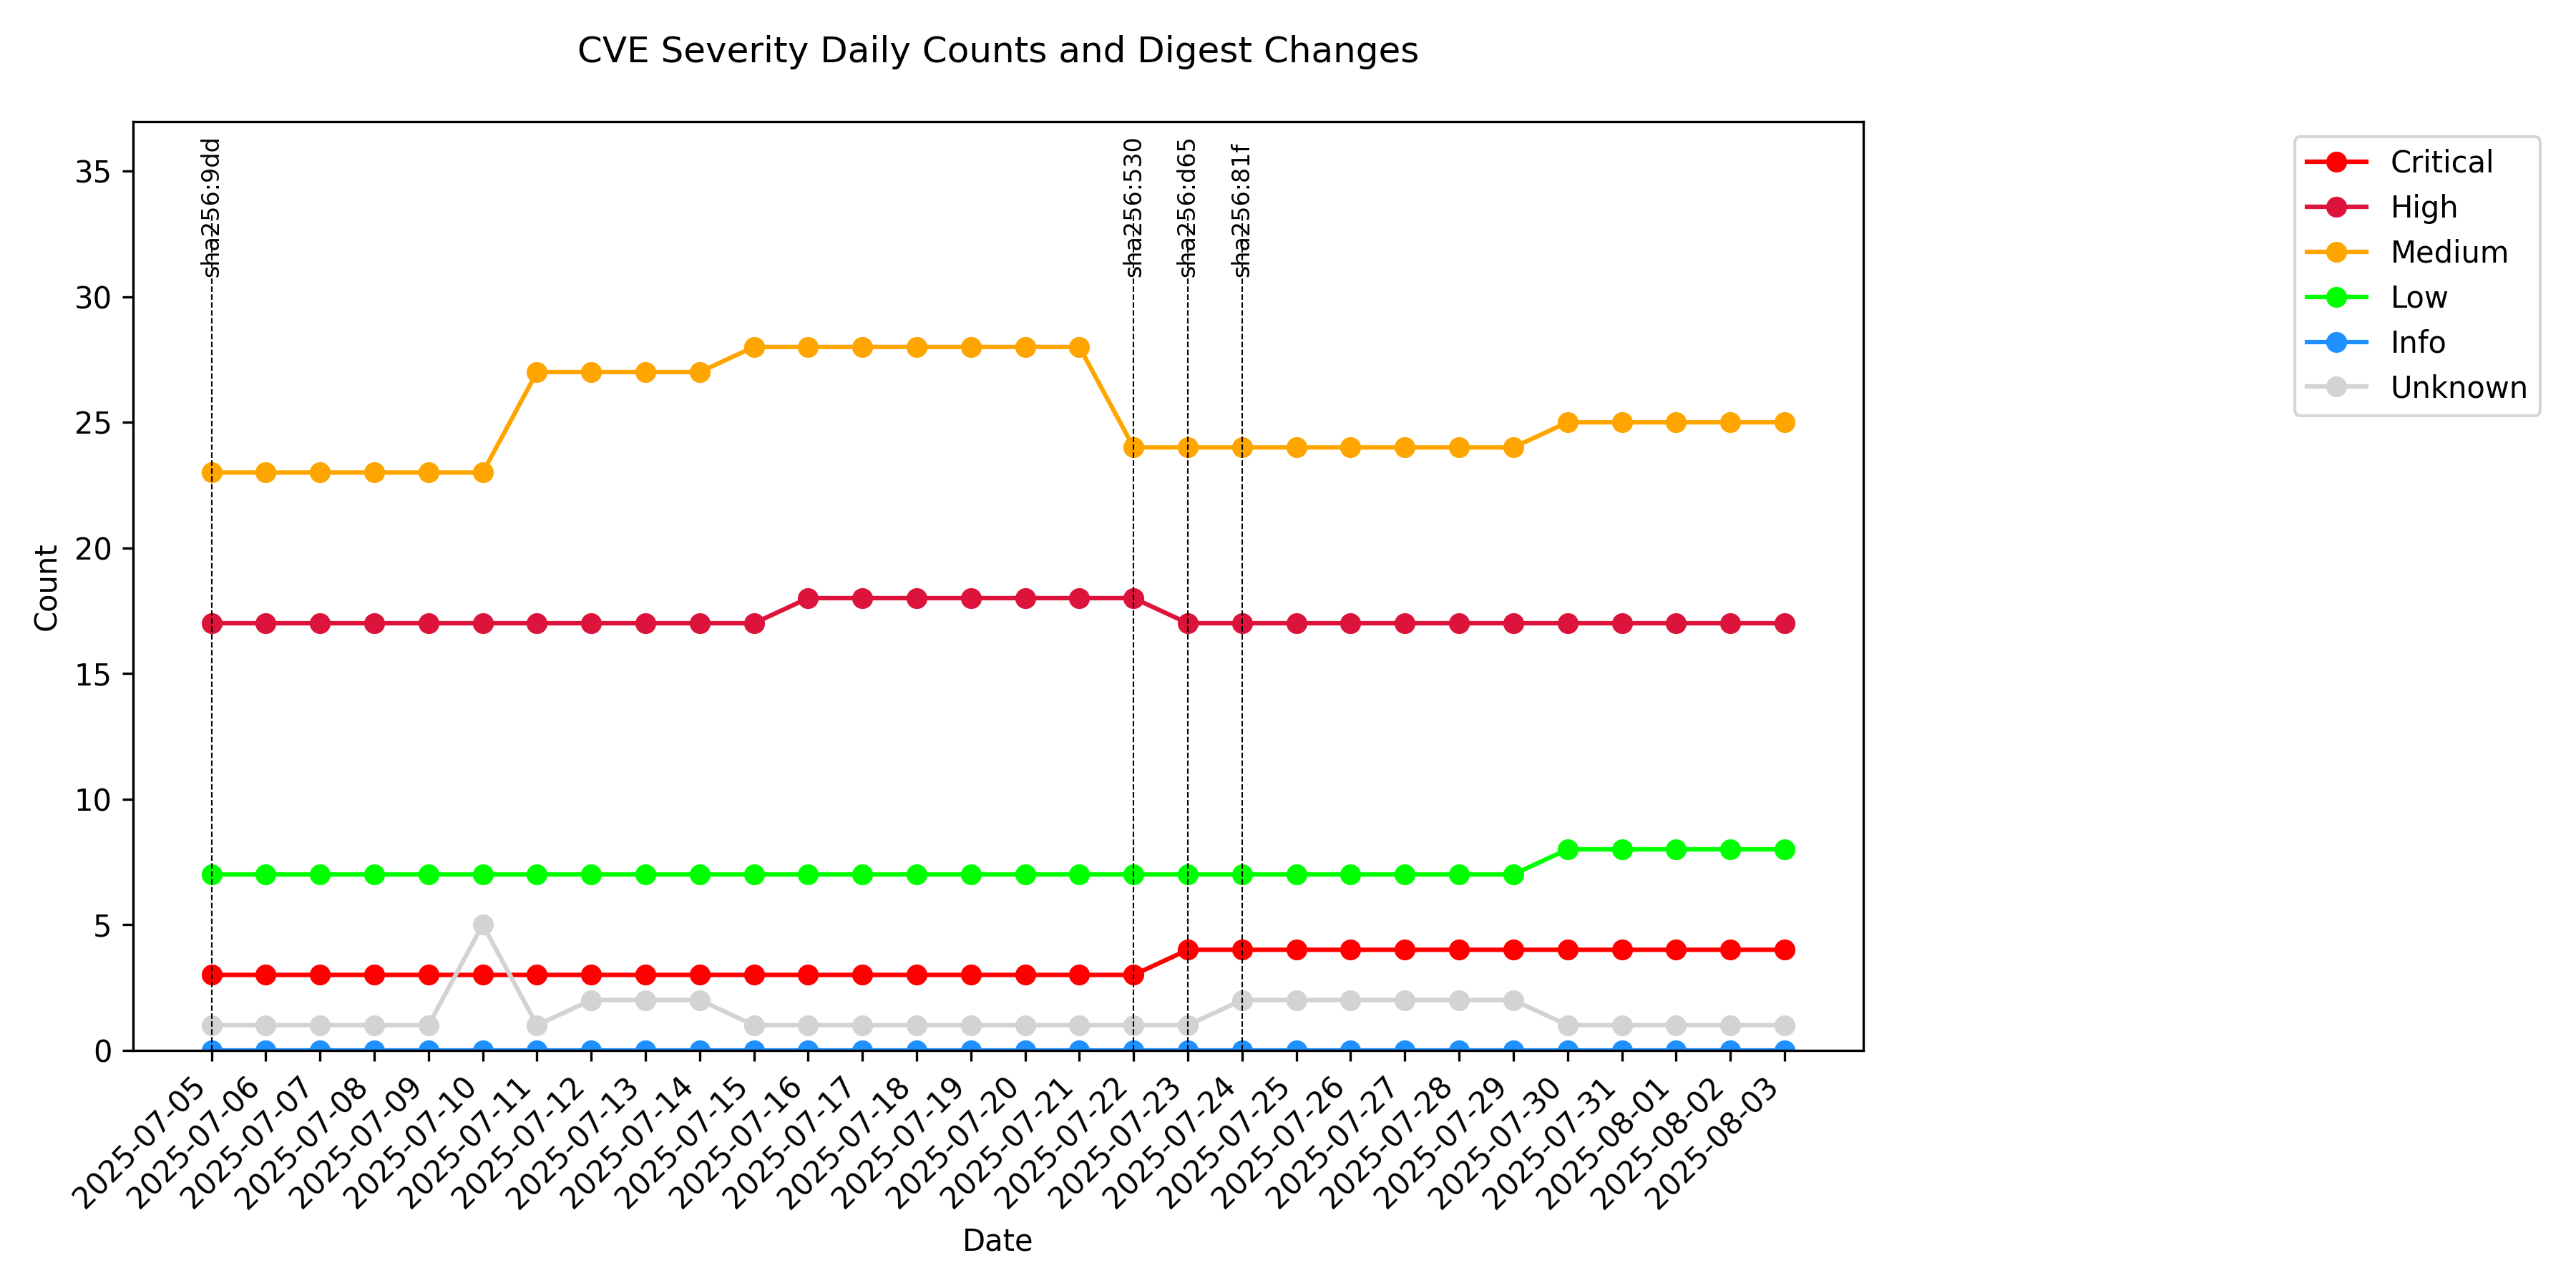 CVE Severity Daily Counts and Digest Changes
sha256:9dd
sha256:530
sha256:d65
sha256:81f
Critical
High
Medium
Low
Info
Unknown
Count
35
30
25
20
15
10
5
0
2025-07-05
2025-07-06
2025-07-07
2025-07-08
2025-07-09
2025-07-10
2025-07-11
2025-07-12
2025-07-13
2025-07-14
2025-07-15
2025-07-16
2025-07-17
2025-07-18
2025-07-19
2025-07-20
2025-07-21
2025-07-22
2025-07-23
2025-07-24
2025-07-25
2025-07-26
2025-07-27
2025-07-28
2025-07-29
2025-07-30
2025-07-31
2025-08-01
2025-08-02
2025-08-03
Date